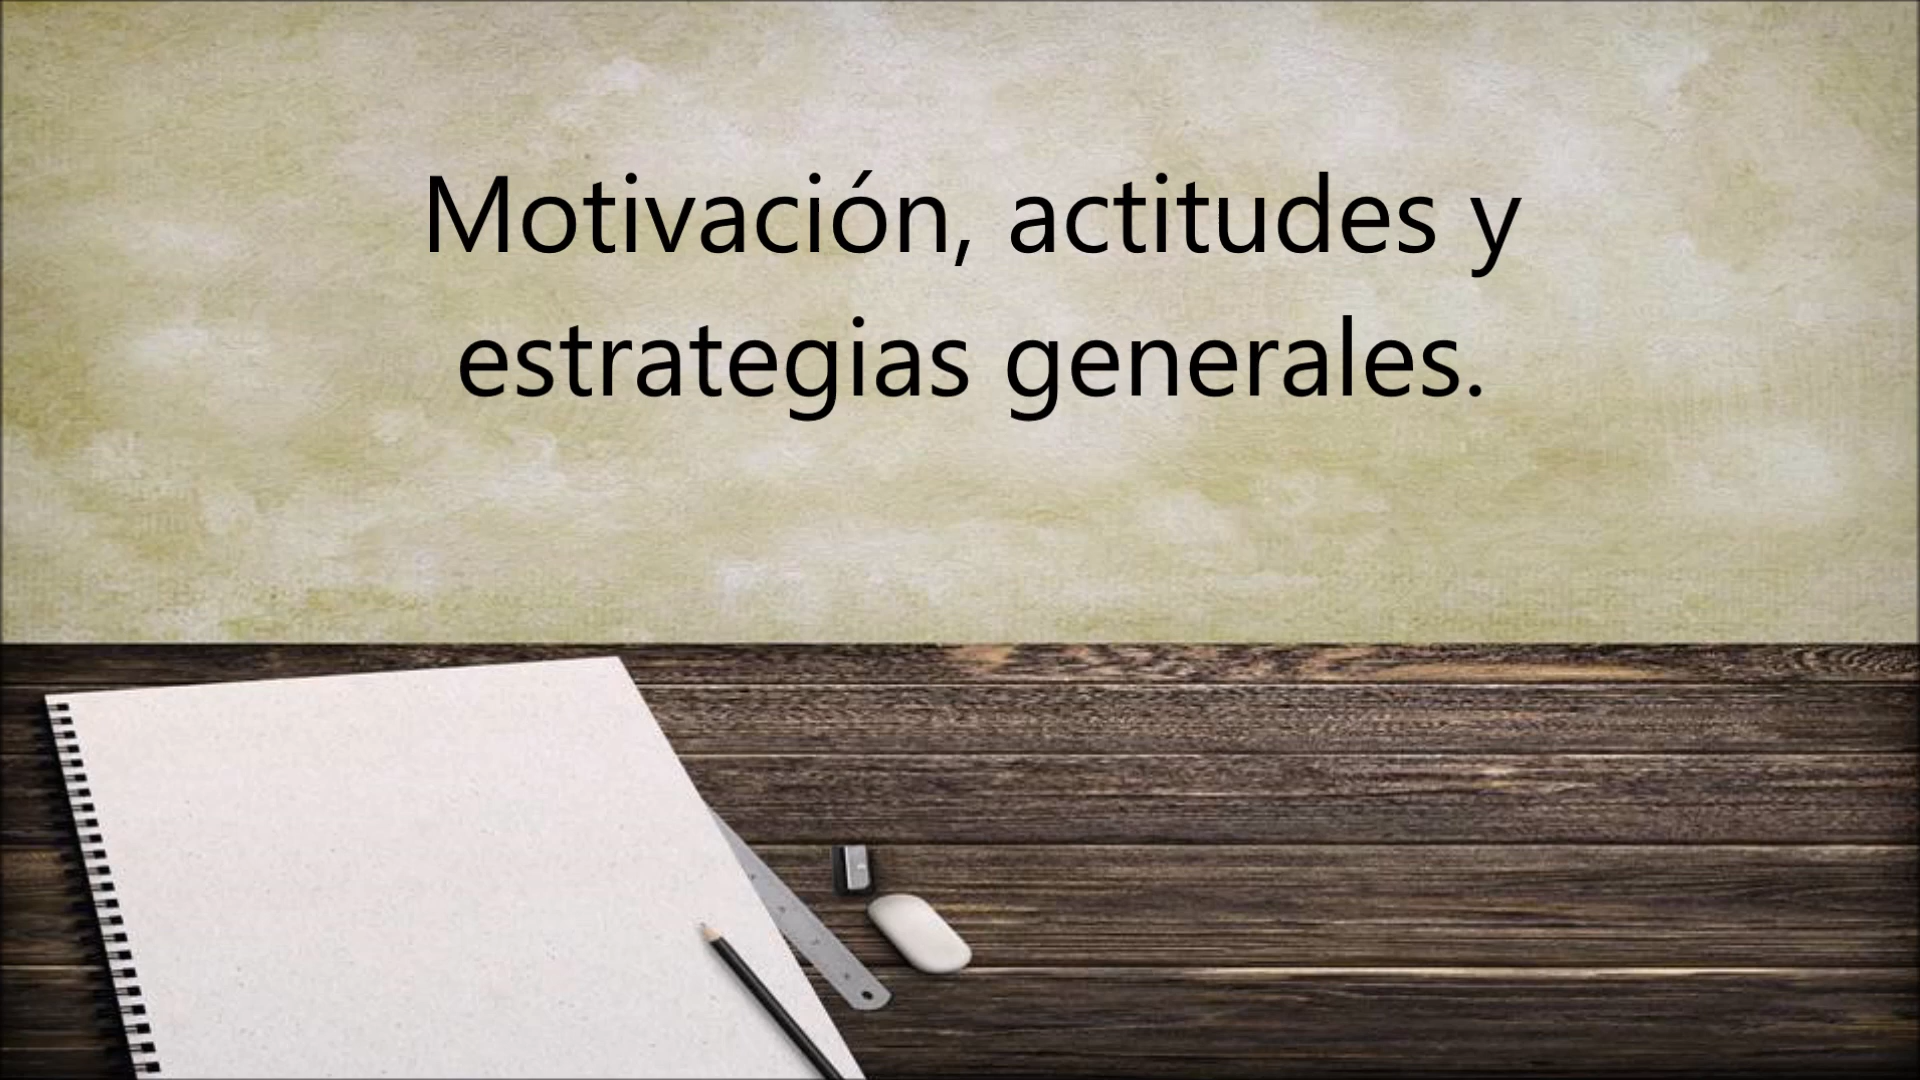 Motivación, actitudes y
estrategias generales.